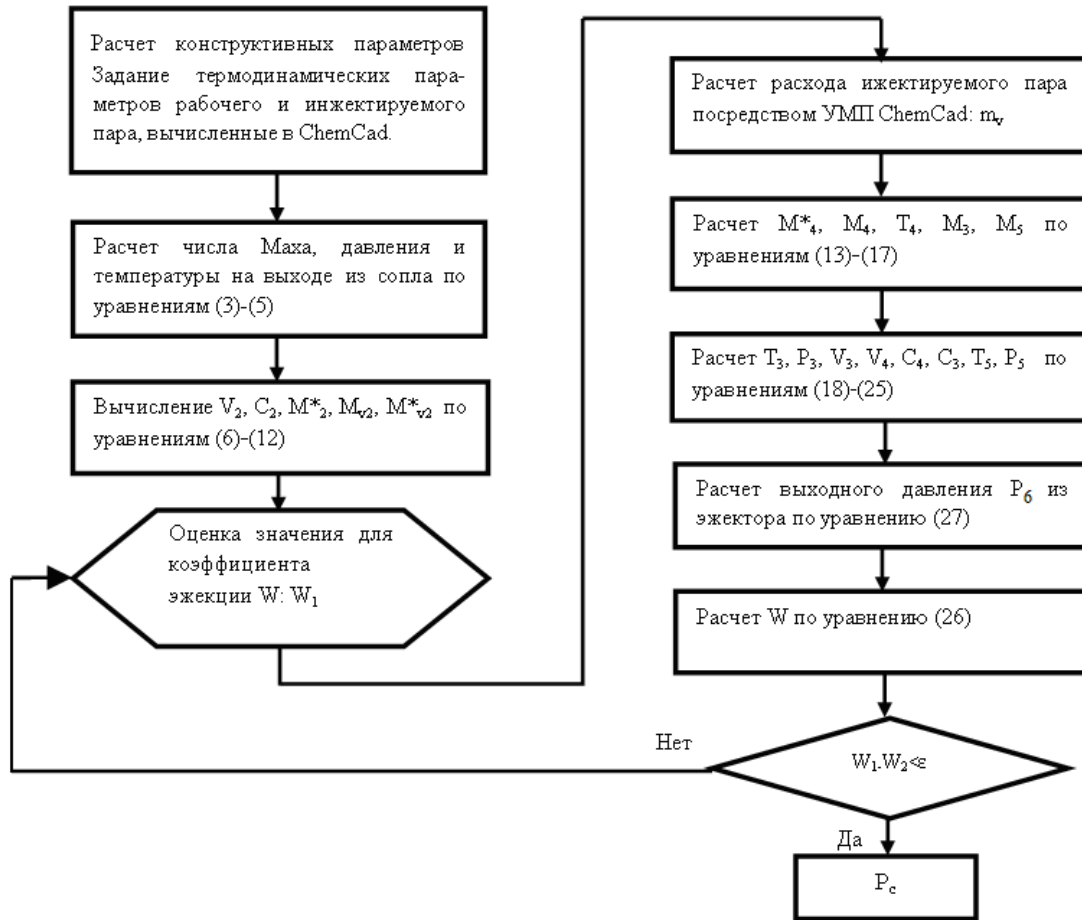 Расчет конструктивных параметров
Задание термодинамических пара-
метров рабочего и инжектируемого
пара, вычисленные в ChemCad.
Расчет числа Маха, давления и
температуры на выходе из сопла по
уравнениям (3)-(5)
Вычисление V₂, C₂, M*₂, Mᵥ₂, M*ᵥ₂ по
уравнениям (6)-(12)
Оценка значения для
коэффициента
эжекции W: W₁
Расчет расхода ижектируемого пара
посредством УМП ChemCad: mᵥ
Расчет M*₄, M₄, T₄, M₃, M₅ по
уравнениям (13)-(17)
Расчет T₃, P₃, V₃, V₄, C₄, C₃, T₅, P₅ по
уравнениям (18)-(25)
Расчет выходного давления P₆ из
эжектора по уравнению (27)
Расчет W по уравнению (26)
Нет
W₁-W₂<ε
Да
P_c